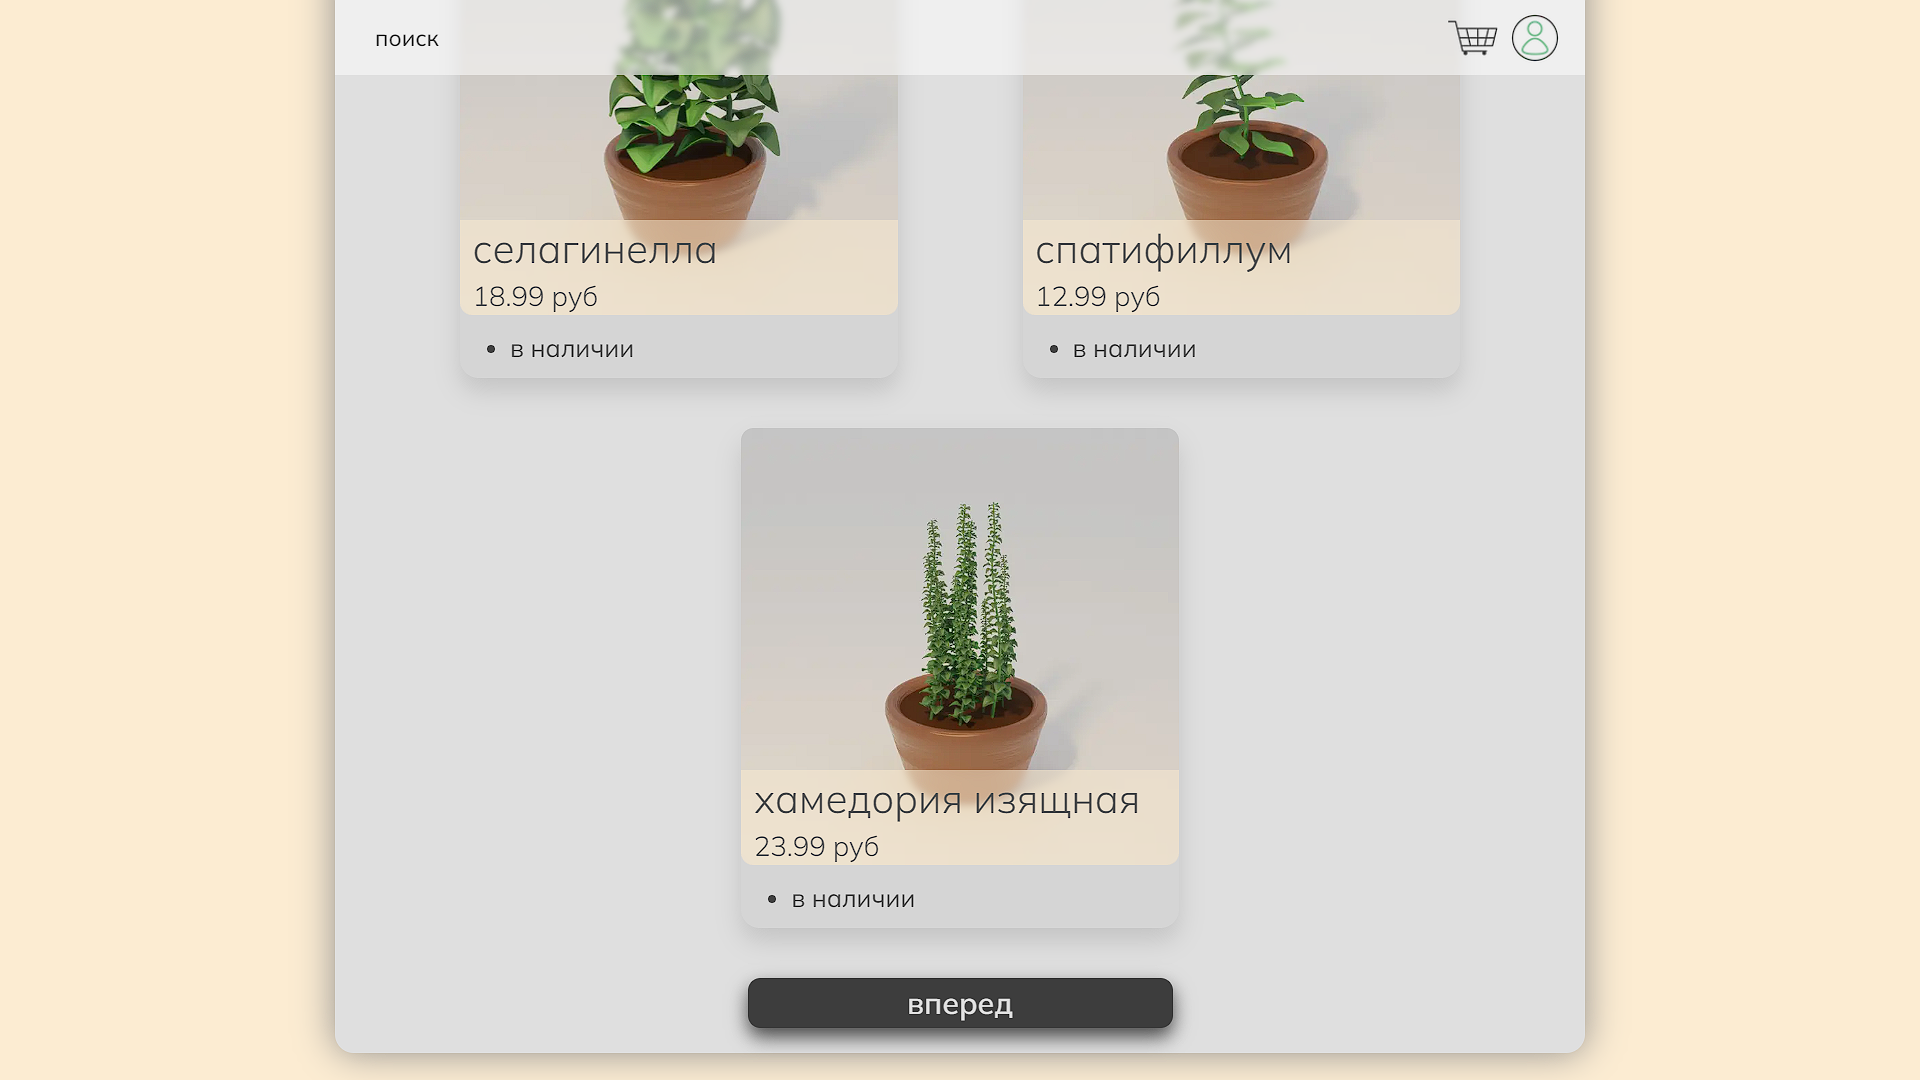 поиск
селагинелла
18.99 руб
• в наличии
спатифиллум
12.99 руб
• в наличии
хамедория изящная
23.99 руб
• в наличии
вперед